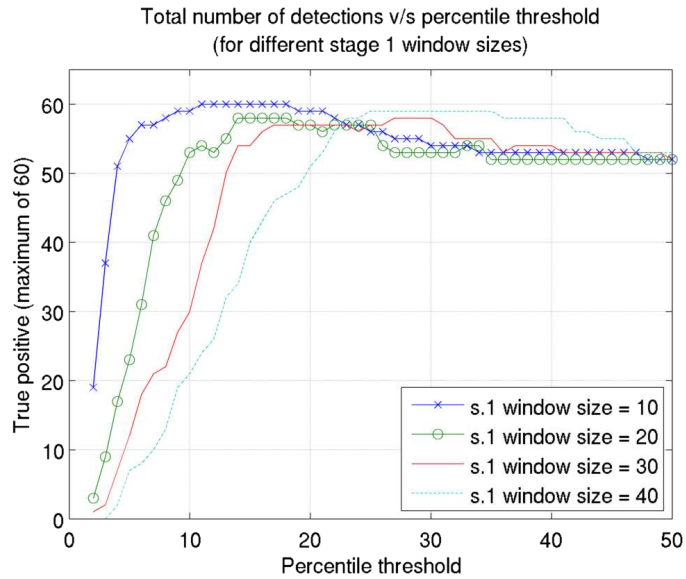 Total number of detections v/s percentile threshold
(for different stage 1 window sizes)
True positive (maximum of 60)
60
50
40
30
20
10
0
0 10 20 30 40 50
Percentile threshold
s.1 window size = 10
s.1 window size = 20
s.1 window size = 30
s.1 window size = 40